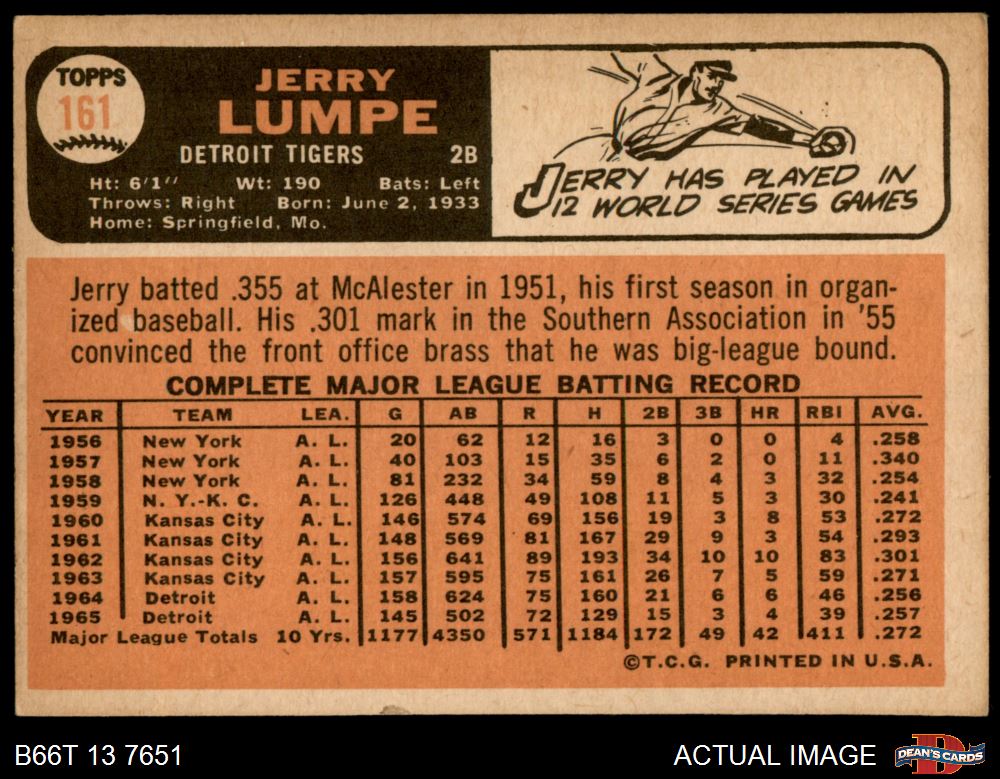 TOPPS
161
JERRY
LUMPE
DETROIT TIGERS 2B
Ht: 6'1" Wt: 190 Bats: Left
Throws: Right Born: June 2, 1933
Home: Springfield, Mo.
JERRY HAS PLAYED IN
12 WORLD SERIES GAMES
Jerry batted .355 at McAlester in 1951, his first season in organ-
ized baseball. His .301 mark in the Southern Association in '55
convinced the front office brass that he was big-league bound.
COMPLETE MAJOR LEAGUE BATTING RECORD
YEAR TEAM LEA. G AB R H 2B 3B HR RBI AVG.
1956 New York A. L. 20 62 12 16 3 0 0 4 .258
1957 New York A. L. 40 103 15 35 6 2 0 11 .340
1958 New York A. L. 81 232 34 59 8 4 3 32 .254
1959 N. Y.-K. C. A. L. 126 448 49 108 11 5 3 30 .241
1960 Kansas City A. L. 146 574 69 156 19 3 8 53 .272
1961 Kansas City A. L. 148 569 81 167 29 9 3 54 .293
1962 Kansas City A. L. 156 641 89 193 34 10 10 83 .301
1963 Kansas City A. L. 157 595 75 161 26 7 5 59 .271
1964 Detroit A. L. 158 624 75 160 21 6 6 46 .256
1965 Detroit A. L. 145 502 72 129 15 3 4 39 .257
Major League Totals 10 Yrs. 1177 4350 571 1184 172 49 42 411 .272
©T.C.G. PRINTED IN U.S.A.
B66T 13 7651 ACTUAL IMAGE DEAN'S CARDS